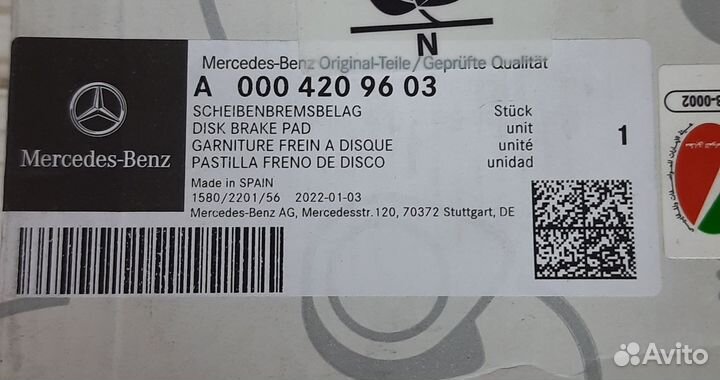 N
Mercedes-Benz Original-Teile/Geprüfte Qualität
A 000 420 96 03
SCHEIBENBREMSBELAG Stück
DISK BRAKE PAD unit
GARNITURE FREIN A DISQUE unité
PASTILLA FRENO DE DISCO unidad
1
Mercedes-Benz
Made in SPAIN
1580/2201/56 2022-01-03
Mercedes-Benz AG, Mercedesstr.120, 70372 Stuttgart, DE
Avito